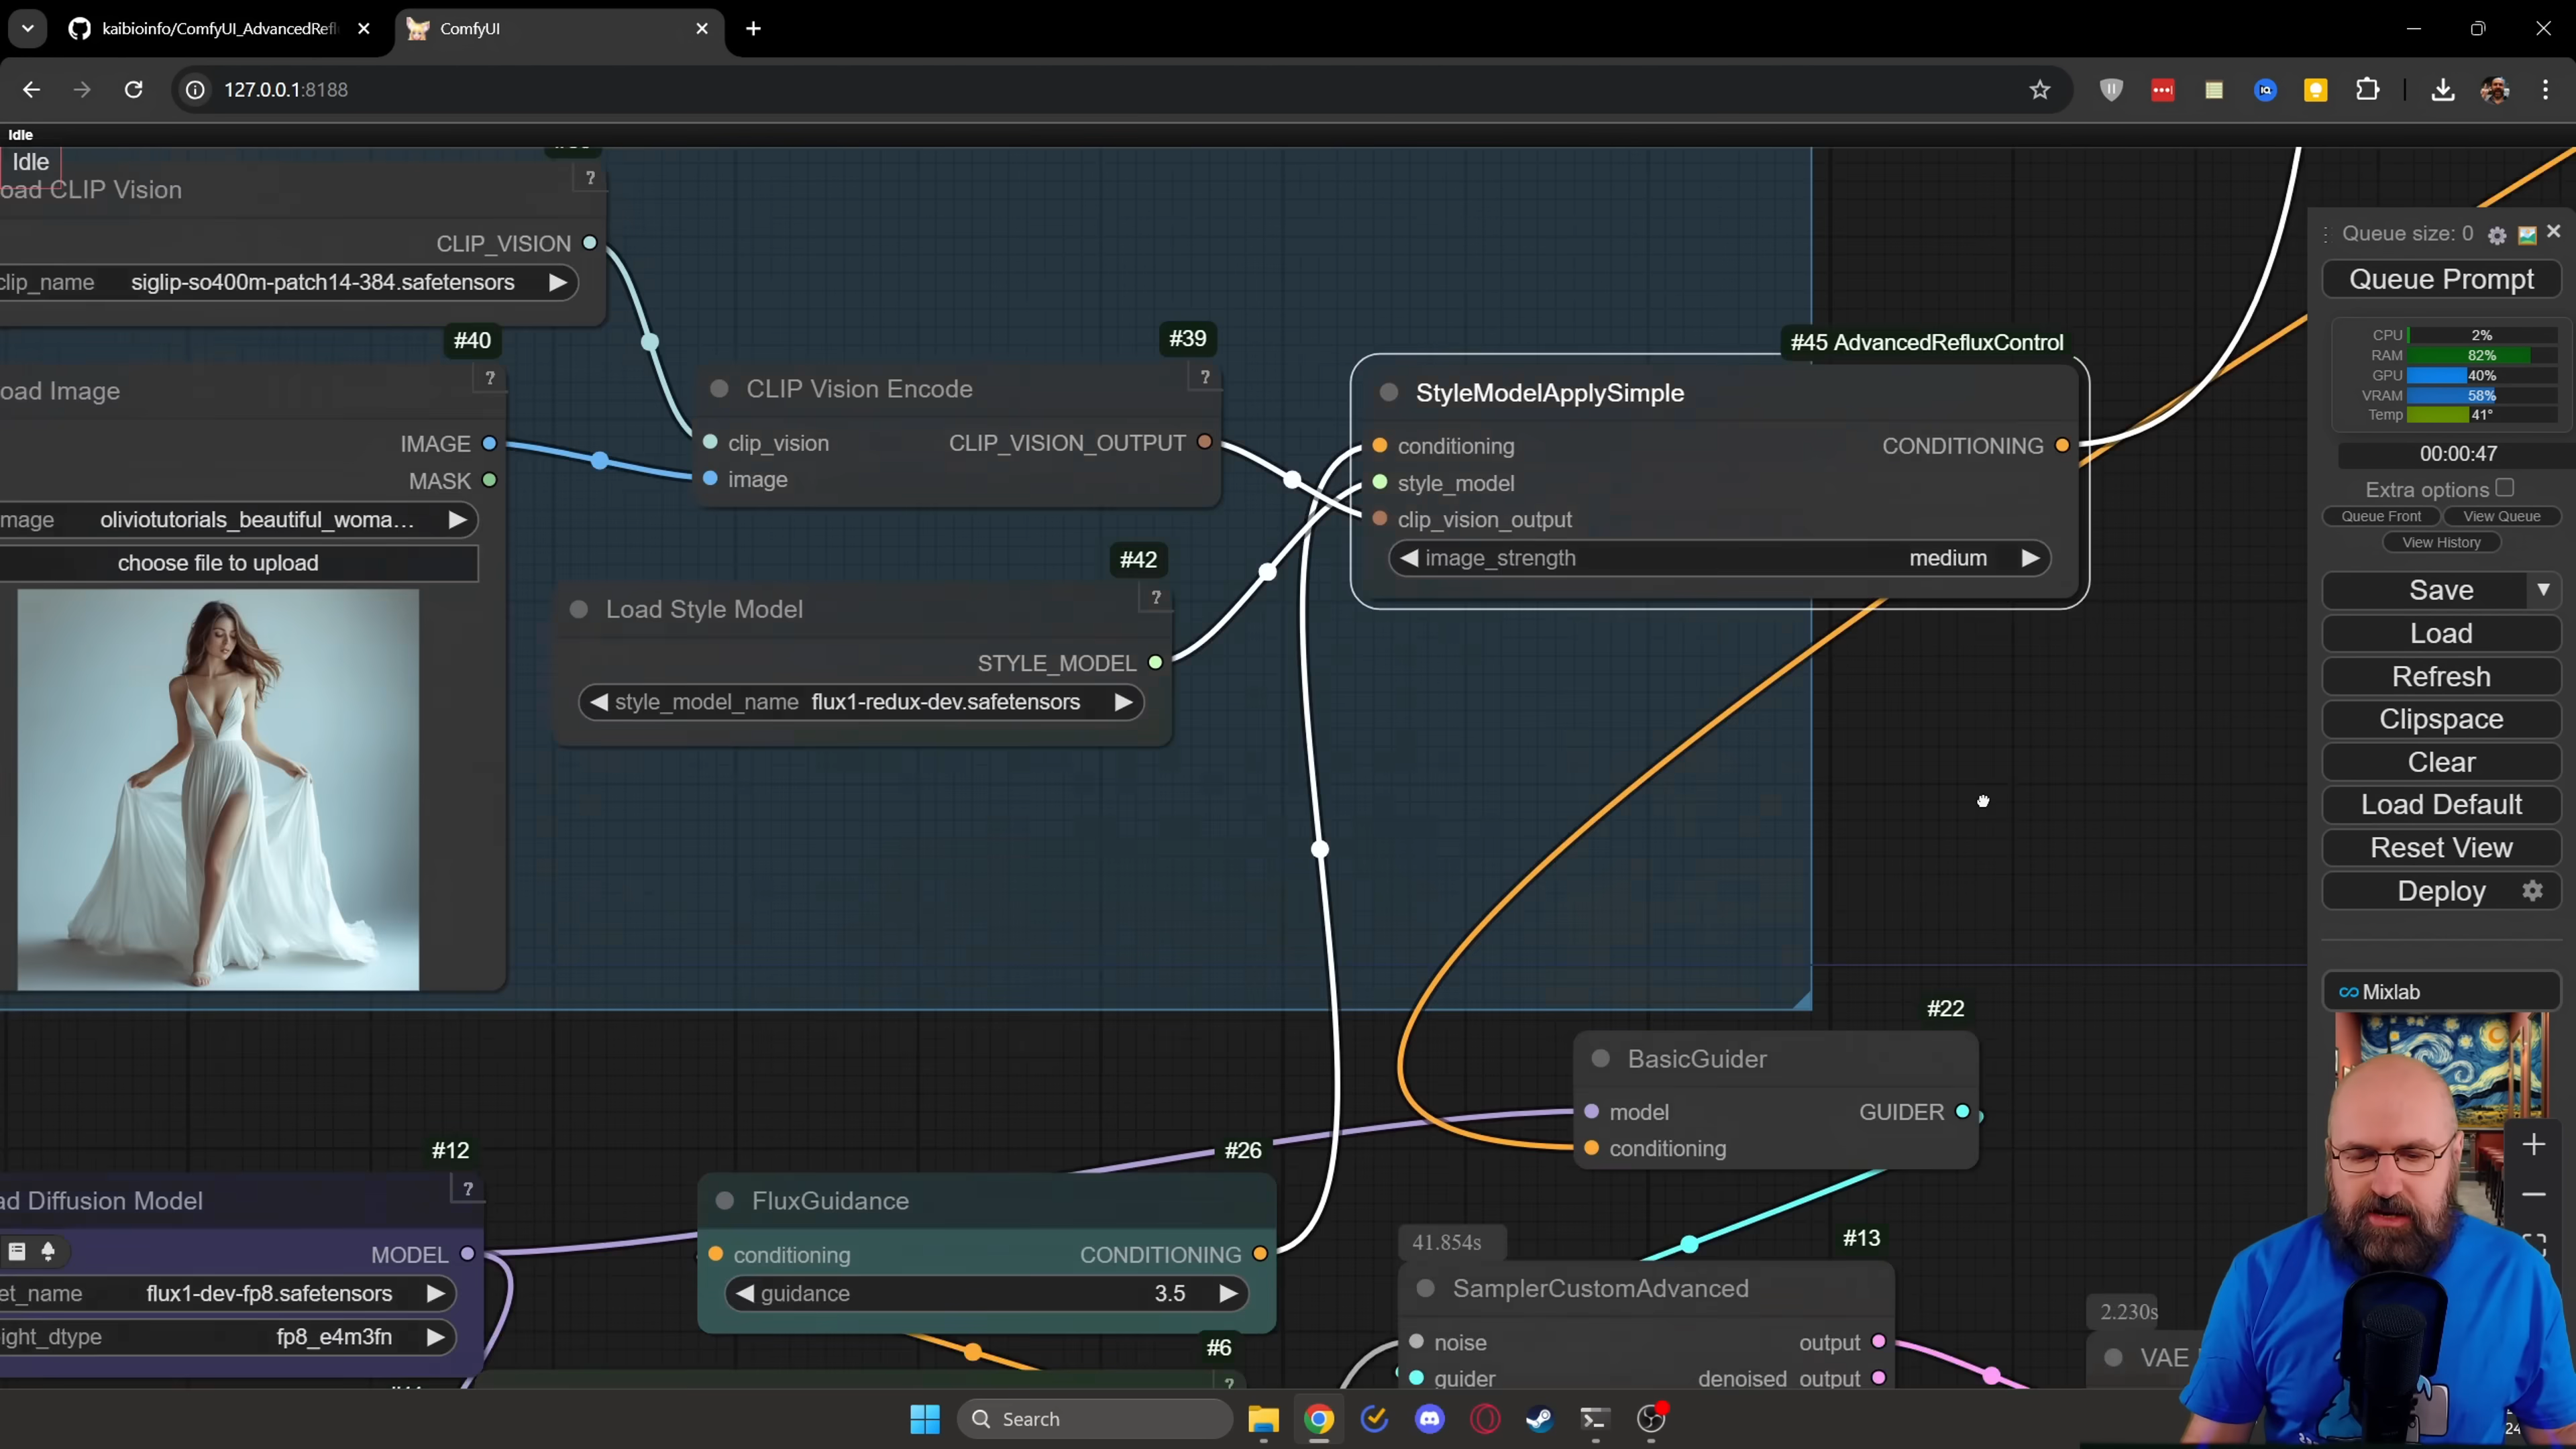 kaibioinfo/ComfyUI_AdvancedRefl
ComfyUI
127.0.0.1:8188
Idle
Idle
oad CLIP Vision
?
CLIP_VISION
clip_name siglip-so400m-patch14-384.safetensors
#40
oad Image
?
IMAGE
MASK
mage oliviotutorials_beautiful_woma...
choose file to upload
#39
CLIP Vision Encode
?
clip_vision CLIP_VISION_OUTPUT
image
#42
Load Style Model
?
STYLE_MODEL
style_model_name flux1-redux-dev.safetensors
#45 AdvancedRefluxControl
StyleModelApplySimple
conditioning CONDITIONING
style_model
clip_vision_output
image_strength medium
#22
BasicGuider
model GUIDER
conditioning
#12
ad Diffusion Model
?
MODEL
et_name flux1-dev-fp8.safetensors
ight_dtype fp8_e4m3fn
#26
FluxGuidance
conditioning CONDITIONING
guidance 3.5
#6
?
41.854s
#13
SamplerCustomAdvanced
noise output
guider denoised_output
2.230s
VAE
Queue size: 0
Queue Prompt
CPU 2%
RAM 82%
GPU 40%
VRAM 58%
Temp 41°
00:00:47
Extra options
Queue Front View Queue
View History
Save
Load
Refresh
Clipspace
Clear
Load Default
Reset View
Deploy
Mixlab
Search